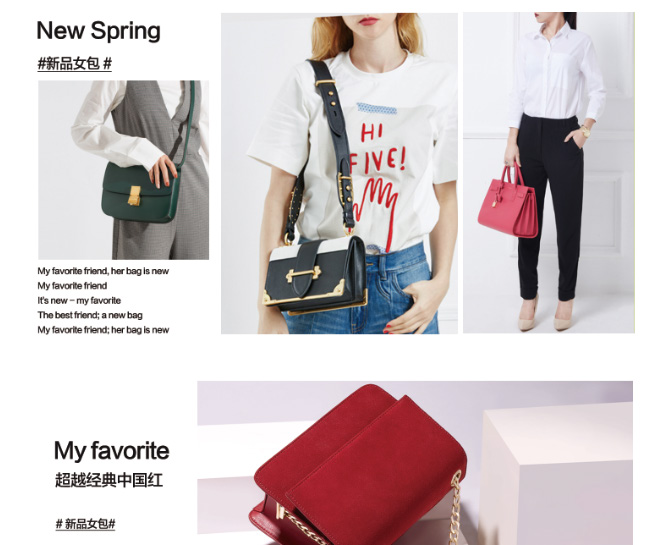 New Spring
#新品女包 #
HI
FIVE!
My favorite friend, her bag is new
My favorite friend
It's new – my favorite
The best friend; a new bag
My favorite friend; her bag is new
My favorite
超越经典中国红
# 新品女包#